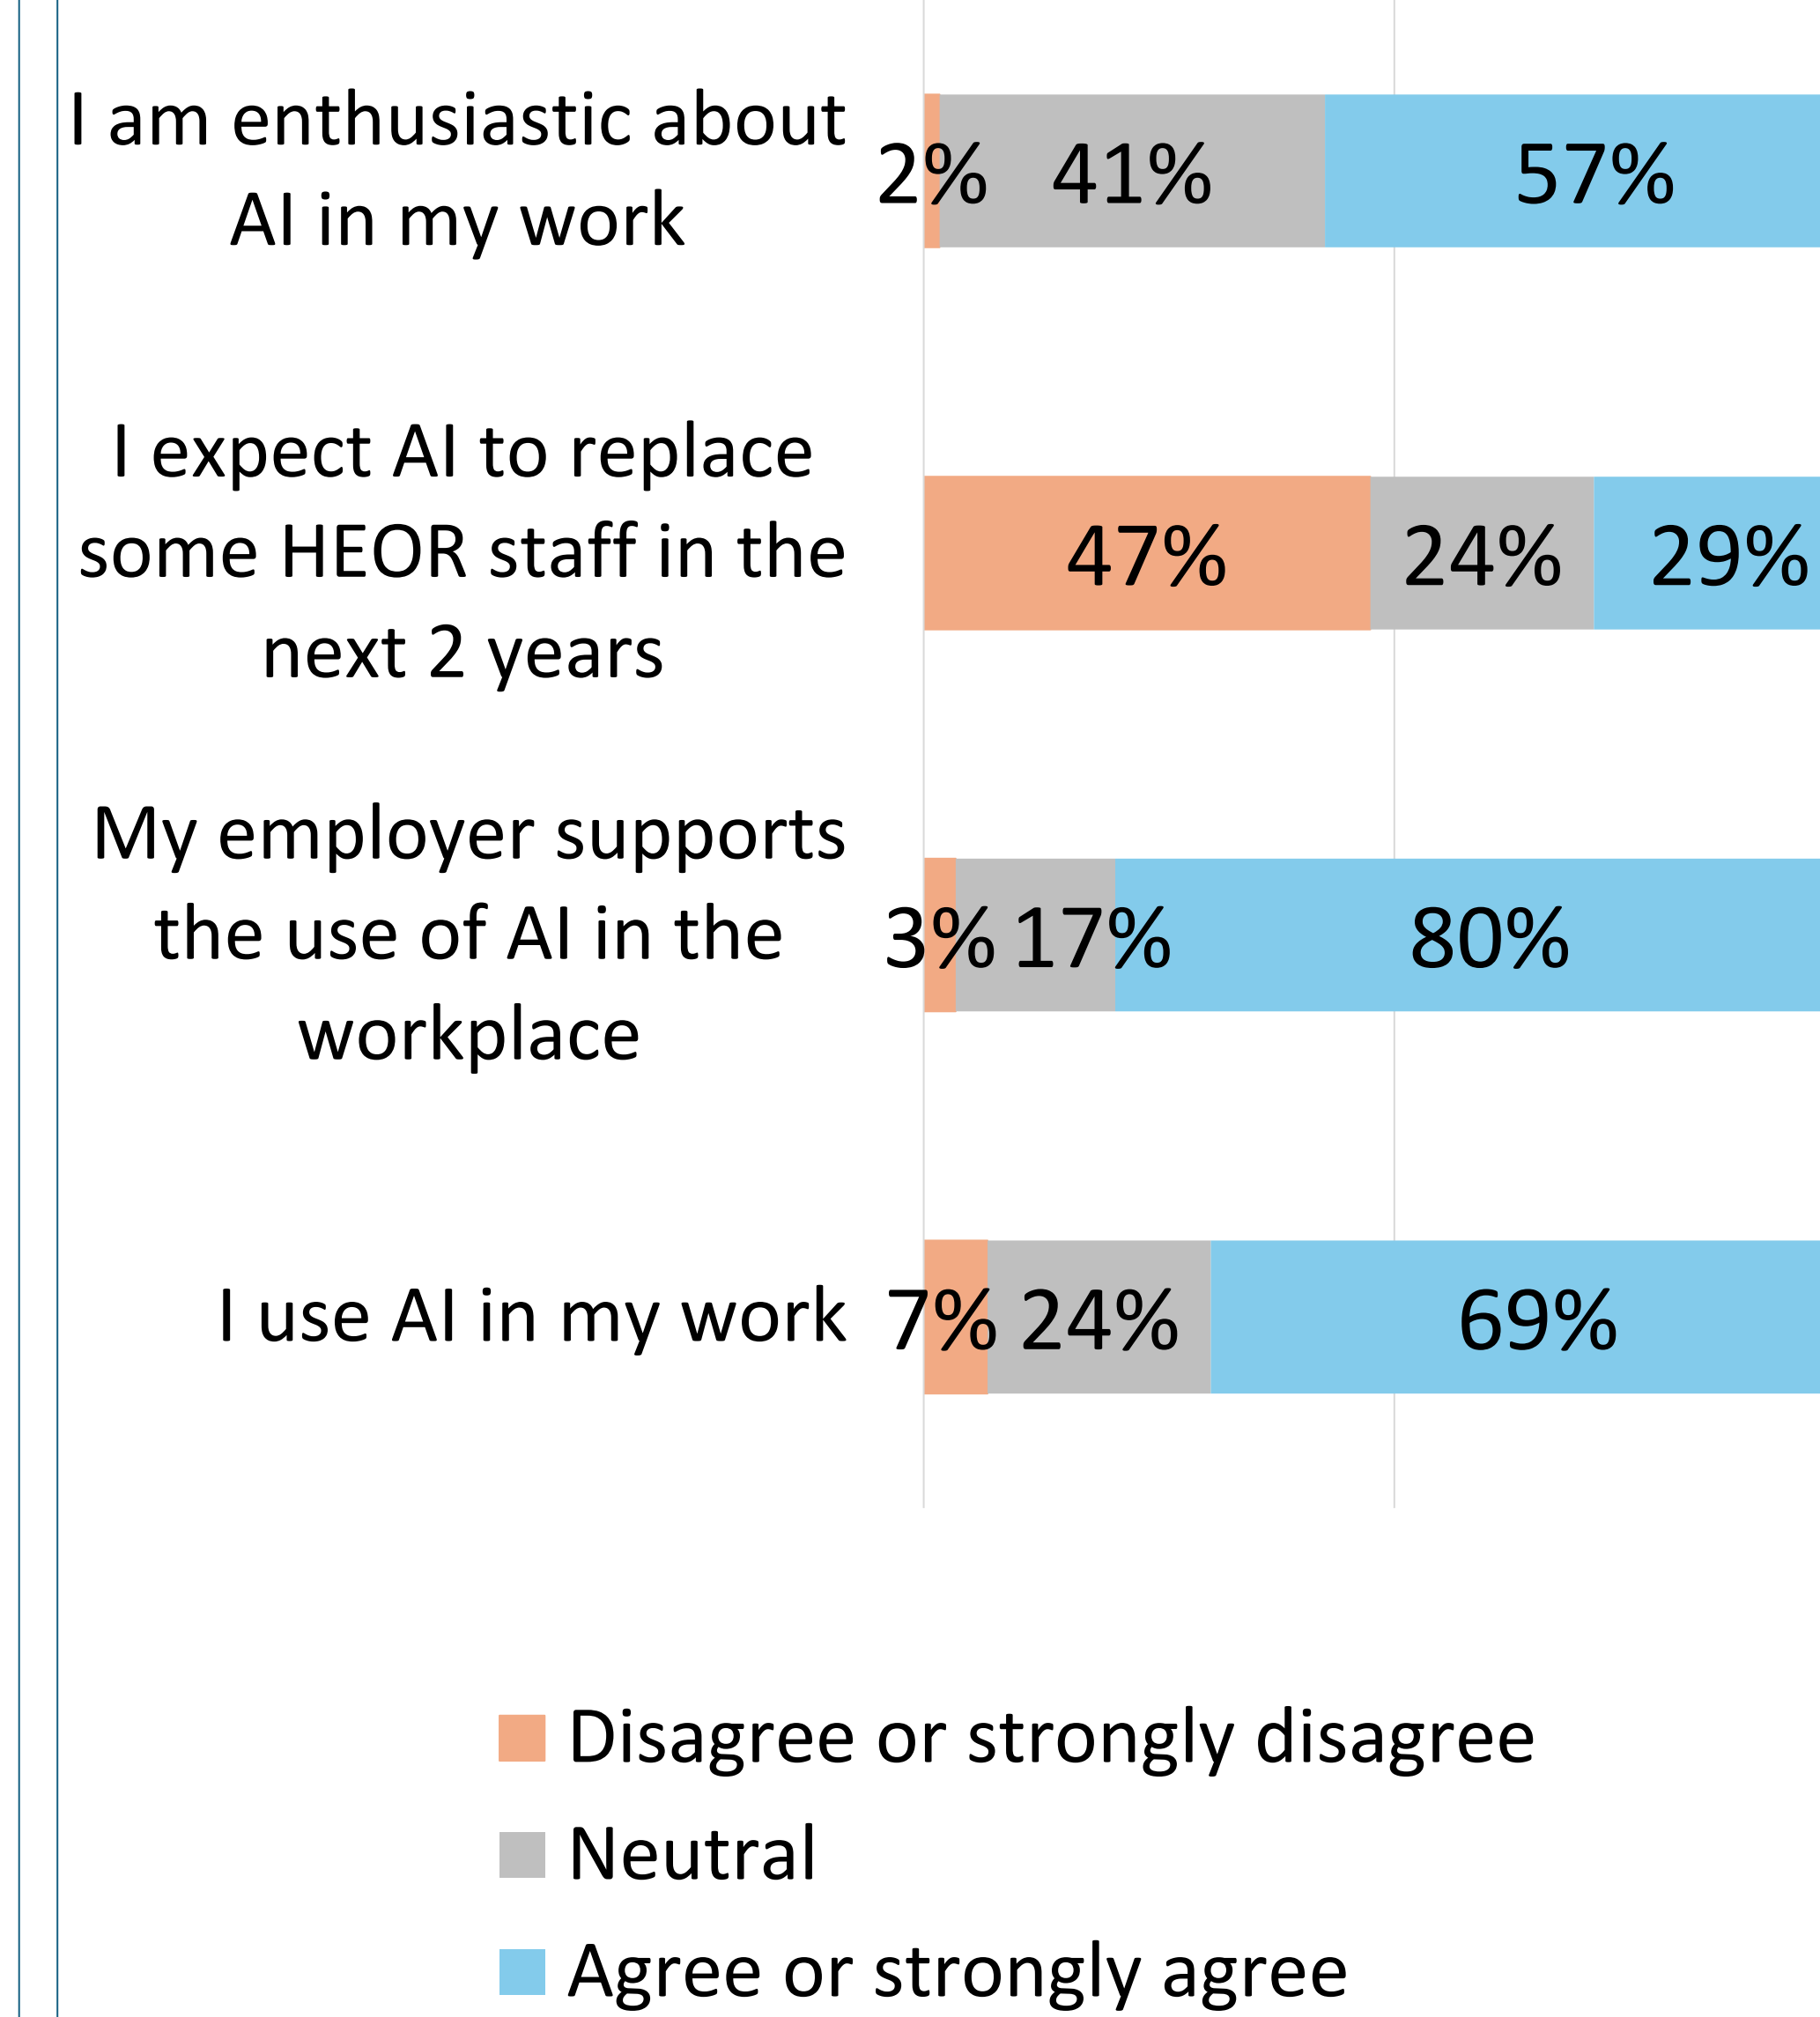 I am enthusiastic about
AI in my work
2% 41% 57%
I expect AI to replace
some HEOR staff in the
next 2 years
47% 24% 29%
My employer supports
the use of AI in the
workplace
3% 17% 80%
I use AI in my work
7% 24% 69%
Disagree or strongly disagree
Neutral
Agree or strongly agree